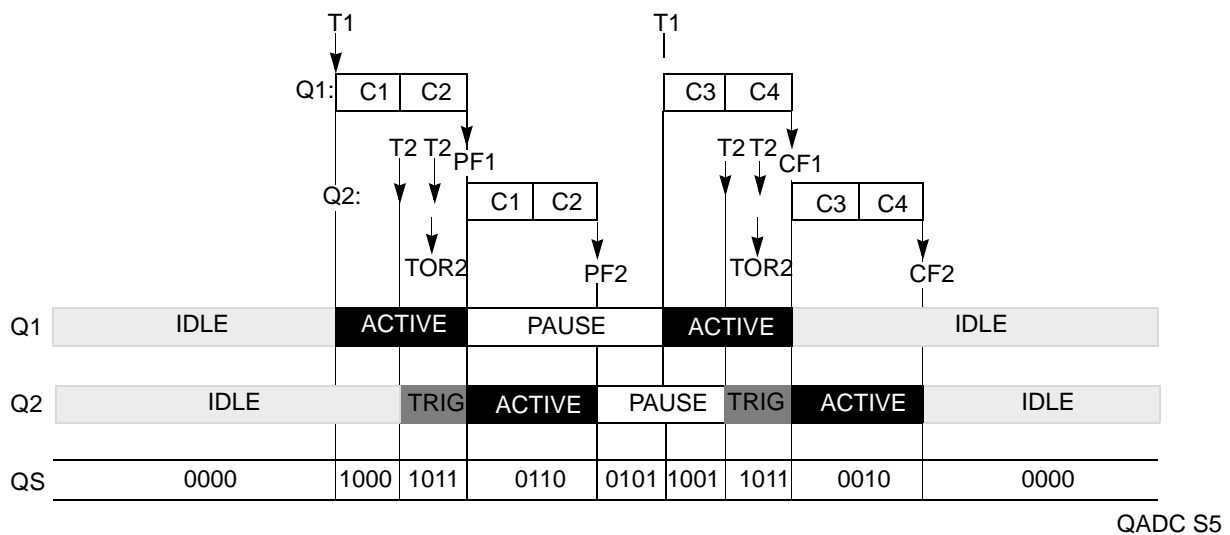 T1 T1
Q1: C1 C2 C3 C4
T2 T2 PF1 T2 T2 CF1
Q2: C1 C2 C3 C4
TOR2 PF2 TOR2 CF2
Q1 IDLE ACTIVE PAUSE ACTIVE IDLE
Q2 IDLE TRIG ACTIVE PAUSE TRIG ACTIVE IDLE
QS 0000 1000 1011 0110 0101 1001 1011 0010 0000
QADC S5